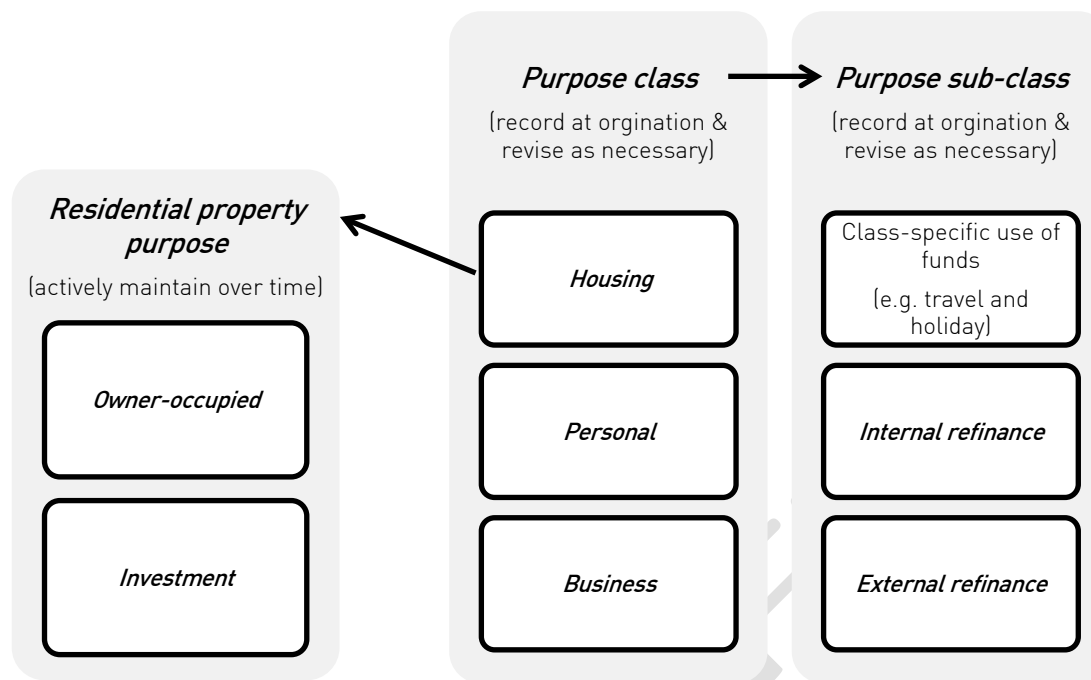 Residential property
purpose
(actively maintain over time)
Owner-occupied
Investment
Purpose class
(record at orgination &
revise as necessary)
Housing
Personal
Business
Purpose sub-class
(record at orgination &
revise as necessary)
Class-specific use of
funds
(e.g. travel and
holiday)
Internal refinance
External refinance